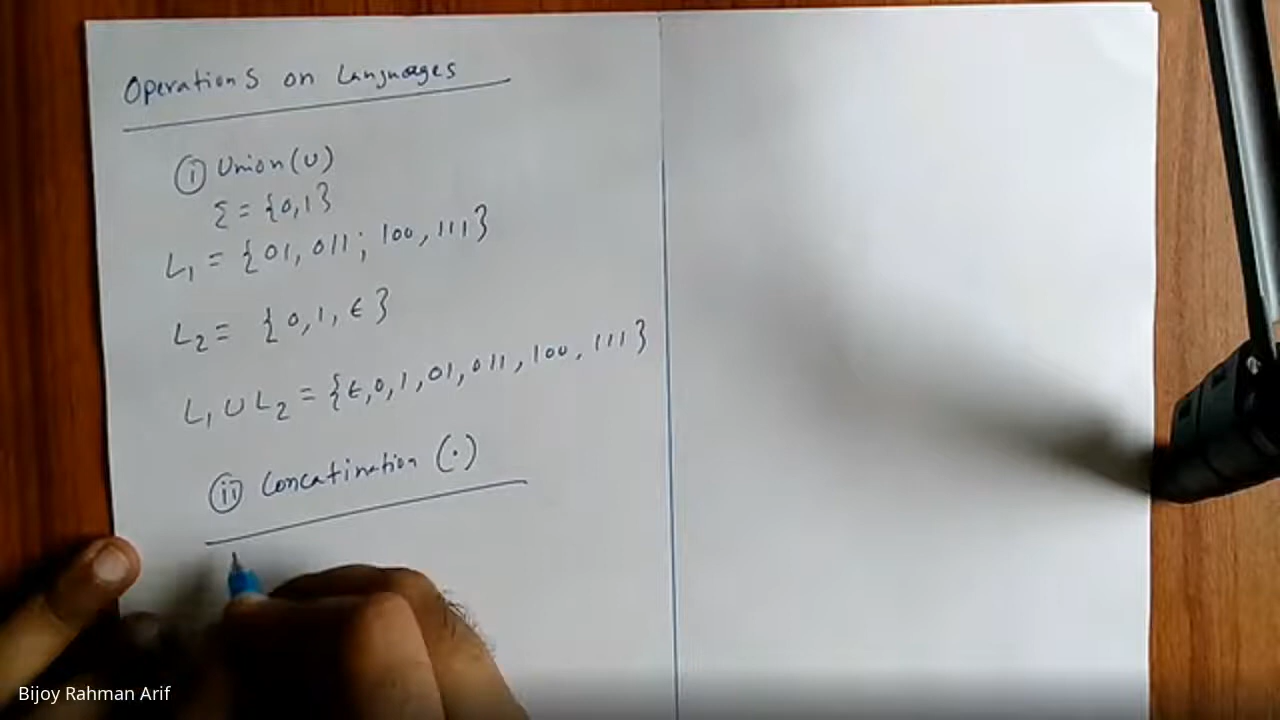 Operations on Languages
(i) Union (∪)
Σ = {0,1}
L₁ = {01, 011; 100, 111}
L₂ = {0, 1, ϵ}
L₁ ∪ L₂ = {ϵ, 0, 1, 01, 011, 100, 111}
(ii) Concatination (·)
Bijoy Rahman Arif